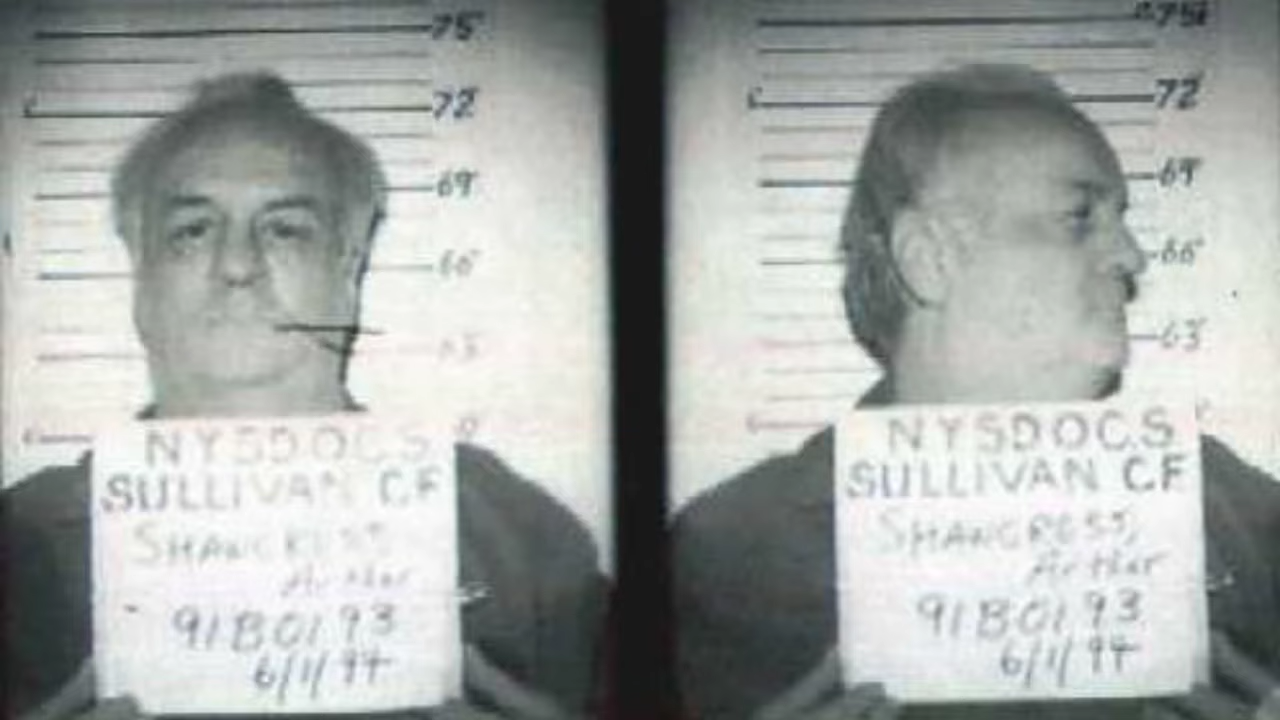 75
72
69
66
63
NYSDOCS
SULLIVAN CF
SHAWCROSS,
Arthur
91B0193
6/1/94
75
72
69
66
63
NYSDOCS
SULLIVAN CF
SHAWCROSS,
Arthur
91B0193
6/1/94